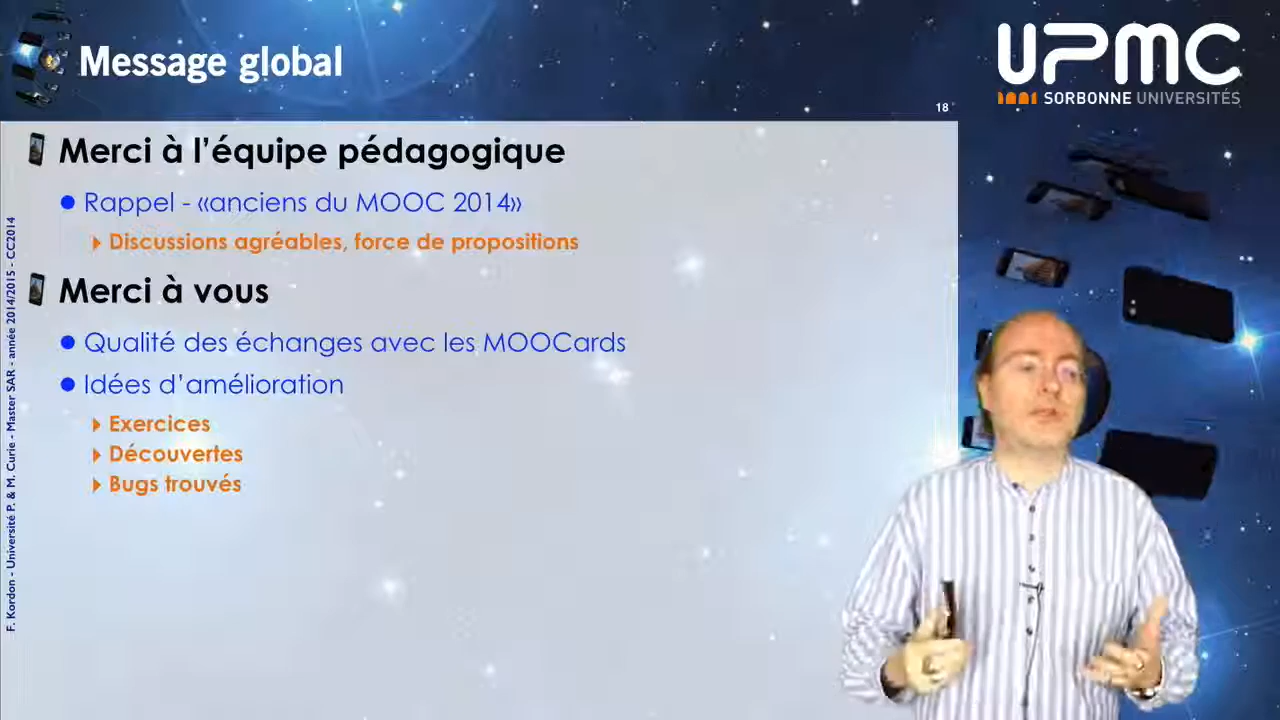 Message global
UPMC
SORBONNE UNIVERSITÉS
18
Merci à l’équipe pédagogique
Rappel - «anciens du MOOC 2014»
Discussions agréables, force de propositions
Merci à vous
Qualité des échanges avec les MOOCards
Idées d’amélioration
Exercices
Découvertes
Bugs trouvés
F. Kordon - Université P. & M. Curie - Master SAR - année 2014/2015 - CC2014